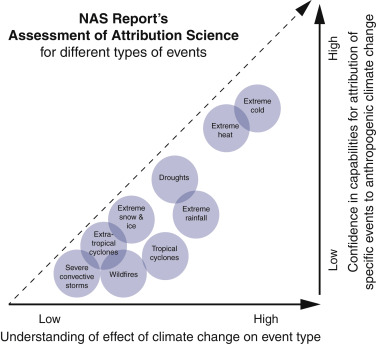 NAS Report's
Assessment of Attribution Science
for different types of events
Extreme
cold
Extreme
heat
Droughts
Extreme
rainfall
Extreme
snow &
ice
Extra-
tropical
cyclones
Tropical
cyclones
Severe
convective
storms
Wildfires
Low
High
Understanding of effect of climate change on event type
High
Low
Confidence in capabilities for attribution of
specific events to anthropogenic climate change